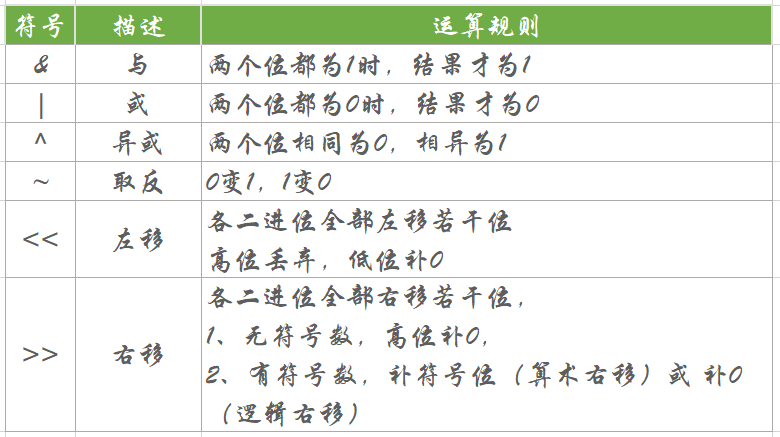 符号 描述 运算规则
& 与 两个位都为1时，结果才为1
| 或 两个位都为0时，结果才为0
^ 异或 两个位相同为0，相异为1
~ 取反 0变1，1变0
<< 左移 各二进位全部左移若干位
高位丢弃，低位补0
>> 右移 各二进位全部右移若干位，
1、无符号数，高位补0，
2、有符号数，补符号位（算术右移）或 补0
（逻辑右移）